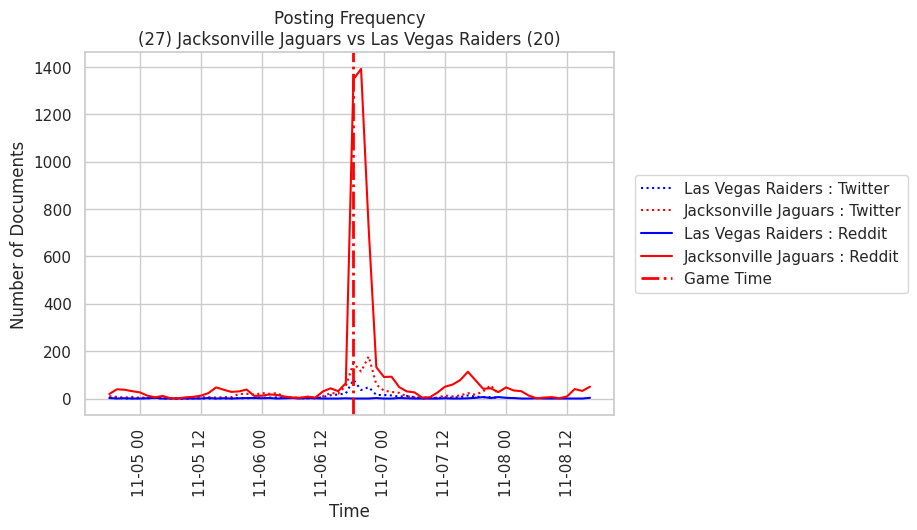 Posting Frequency
(27) Jacksonville Jaguars vs Las Vegas Raiders (20)
Number of Documents
1400
1200
1000
800
600
400
200
0
11-05 00
11-05 12
11-06 00
11-06 12
11-07 00
11-07 12
11-08 00
11-08 12
Time
Las Vegas Raiders : Twitter
Jacksonville Jaguars : Twitter
Las Vegas Raiders : Reddit
Jacksonville Jaguars : Reddit
Game Time